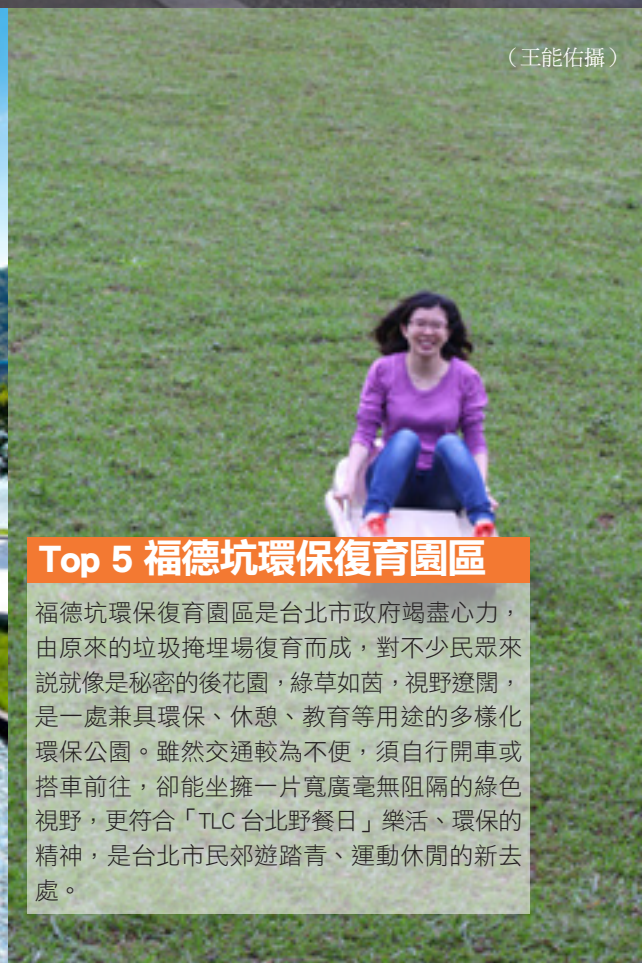 （王能佑攝）
Top 5 福德坑環保復育園區
福德坑環保復育園區是台北市政府竭盡心力，
由原來的垃圾掩埋場復育而成，對不少民眾來
說就像是秘密的後花園，綠草如茵，視野遼闊，
是一處兼具環保、休憩、教育等用途的多樣化
環保公園。雖然交通較為不便，須自行開車或
搭車前往，卻能坐擁一片寬廣毫無阻隔的綠色
視野，更符合「TLC 台北野餐日」樂活、環保的
精神，是台北市民郊遊踏青、運動休閒的新去
處。